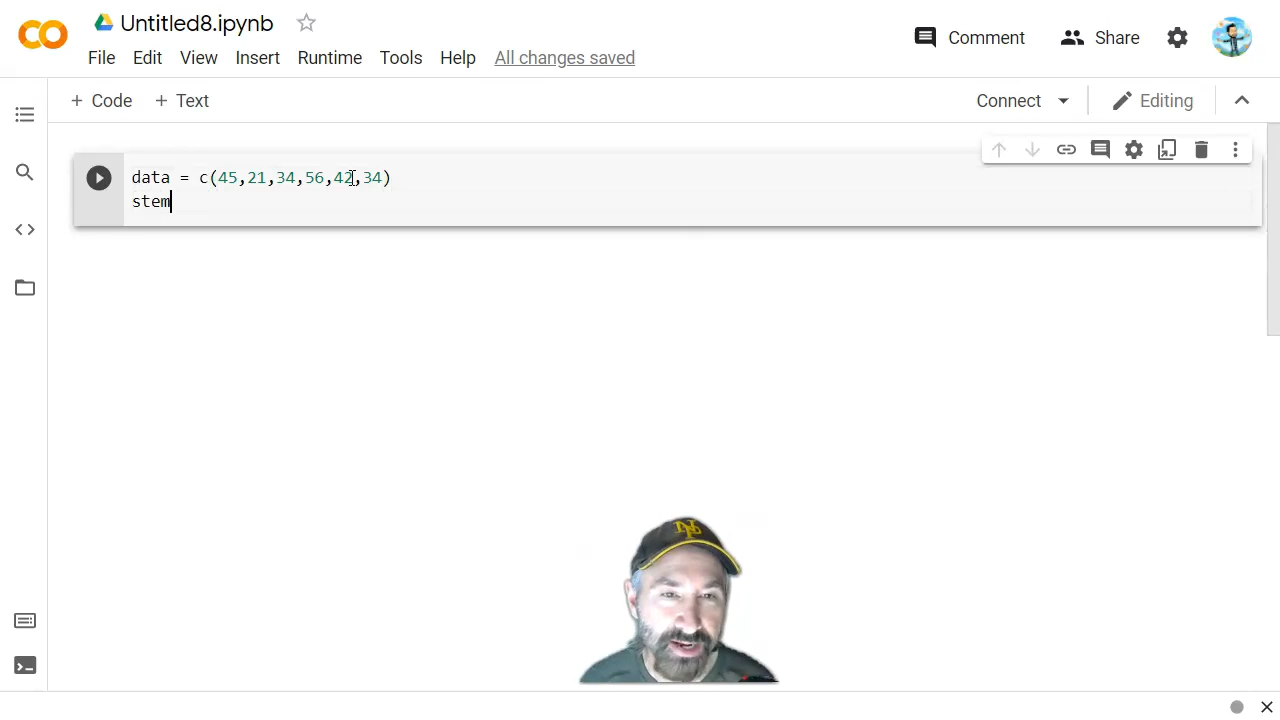 Untitled8.ipynb
Comment
Share
File Edit View Insert Runtime Tools Help All changes saved
+ Code + Text
Connect
Editing
data = c(45,21,34,56,42,34)
stem